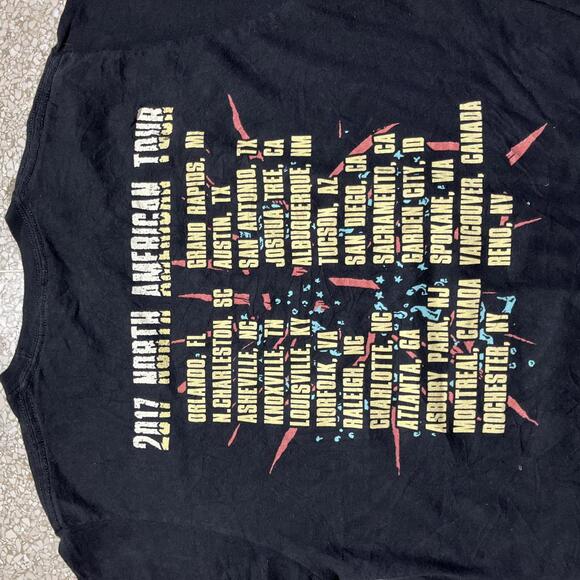 2017 NORTH AMERICAN TOUR
ORLANDO, FL
N.CHARLESTON, SC
ASHEVILLE, NC
KNOXVILLE, TN
LOUISVILLE, KY
NORFOLK, VA
RALEIGH, NC
CHARLOTTE, NC
ATLANTA, GA
ASBURY PARK, NJ
MONTREAL, CANADA
ROCHESTER, NY
GRAND RAPIDS, MI
AUSTIN, TX
SAN ANTONIO, TX
JOSHUA TREE, CA
ALBUQUERQUE, NM
TUCSON, AZ
SAN DIEGO, CA
SACRAMENTO, CA
GARDEN CITY, ID
SPOKANE, WA
VANCOUVER, CANADA
RENO, NV